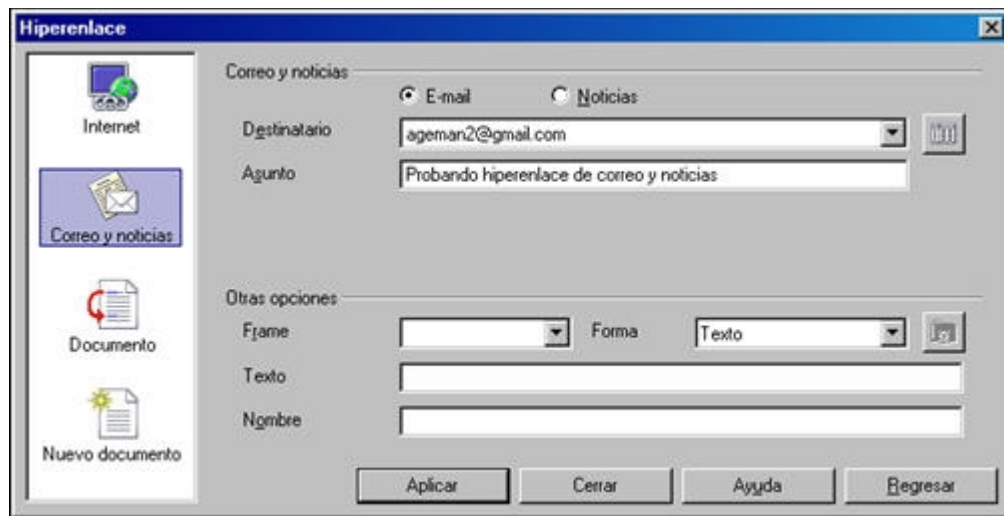 Hiperenlace
Internet
Correo y noticias
Documento
Nuevo documento
Correo y noticias
E-mail
Noticias
Destinatario
ageman2@gmail.com
Asunto
Probando hiperenlace de correo y noticias
Otras opciones
Frame
Forma
Texto
Texto
Nombre
Aplicar
Cerrar
Ayuda
Regresar